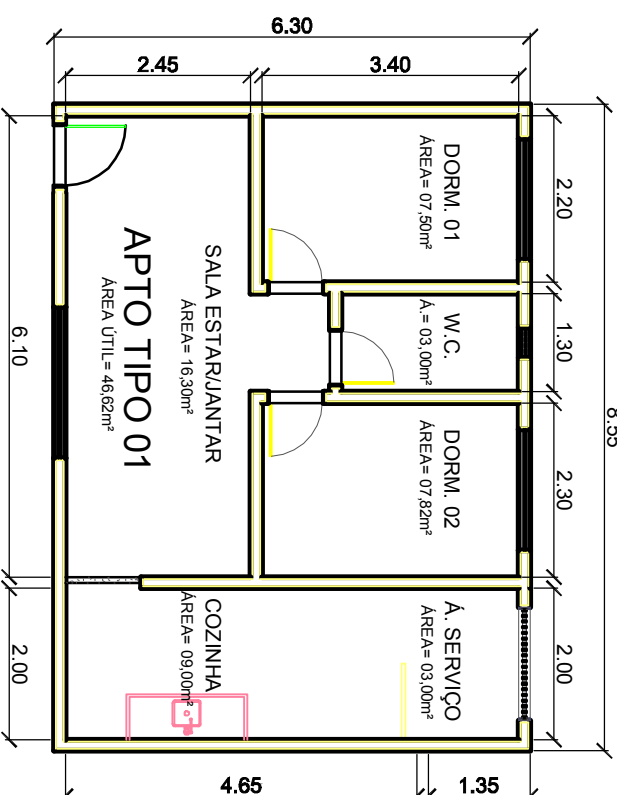 6.30
2.45
3.40
DORM. 01
ÁREA= 07,50m²
2.20
SALA ESTAR/JANTAR
ÁREA= 16,30m²
APTO TIPO 01
ÁREA ÚTIL= 46,62m²
W.C.
Á.= 03,00m²
1.30
6.10
8.55
DORM. 02
ÁREA= 07,82m²
2.30
COZINHA
ÁREA= 09,00m²
Á. SERVIÇO
ÁREA= 03,00m²
2.00
2.00
4.65
1.35